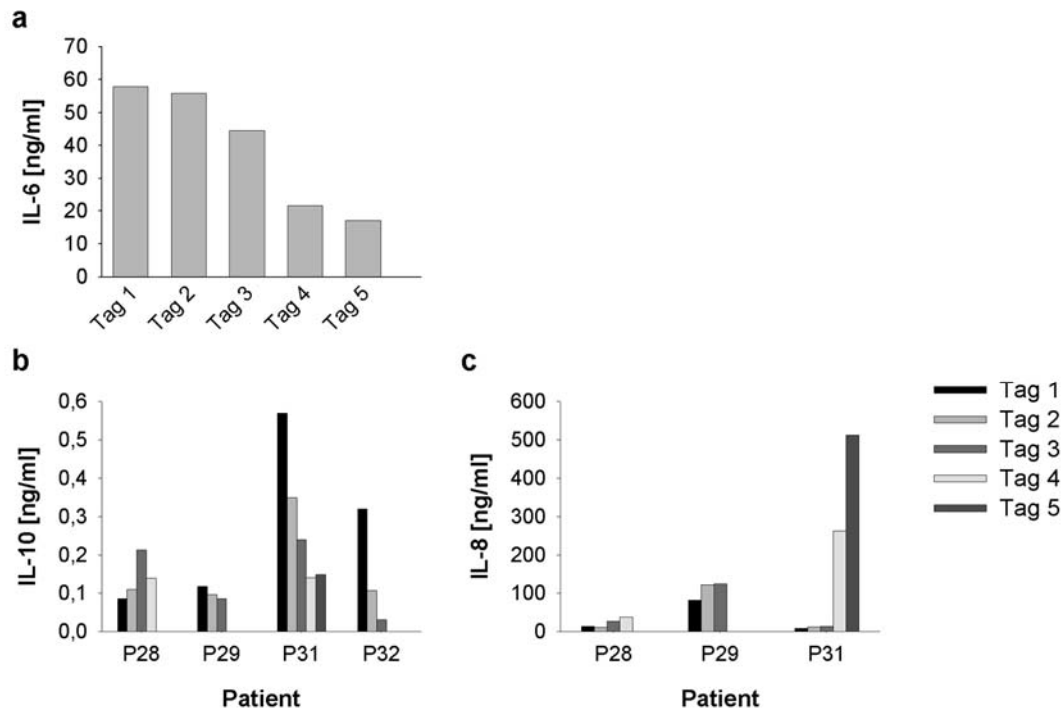 a
IL-6 [ng/ml]
70
60
50
40
30
20
10
0
Tag 1 Tag 2 Tag 3 Tag 4 Tag 5
b
IL-10 [ng/ml]
0,6
0,5
0,4
0,3
0,2
0,1
0,0
P28 P29 P31 P32
Patient
c
IL-8 [ng/ml]
600
500
400
300
200
100
0
P28 P29 P31
Patient
Tag 1
Tag 2
Tag 3
Tag 4
Tag 5